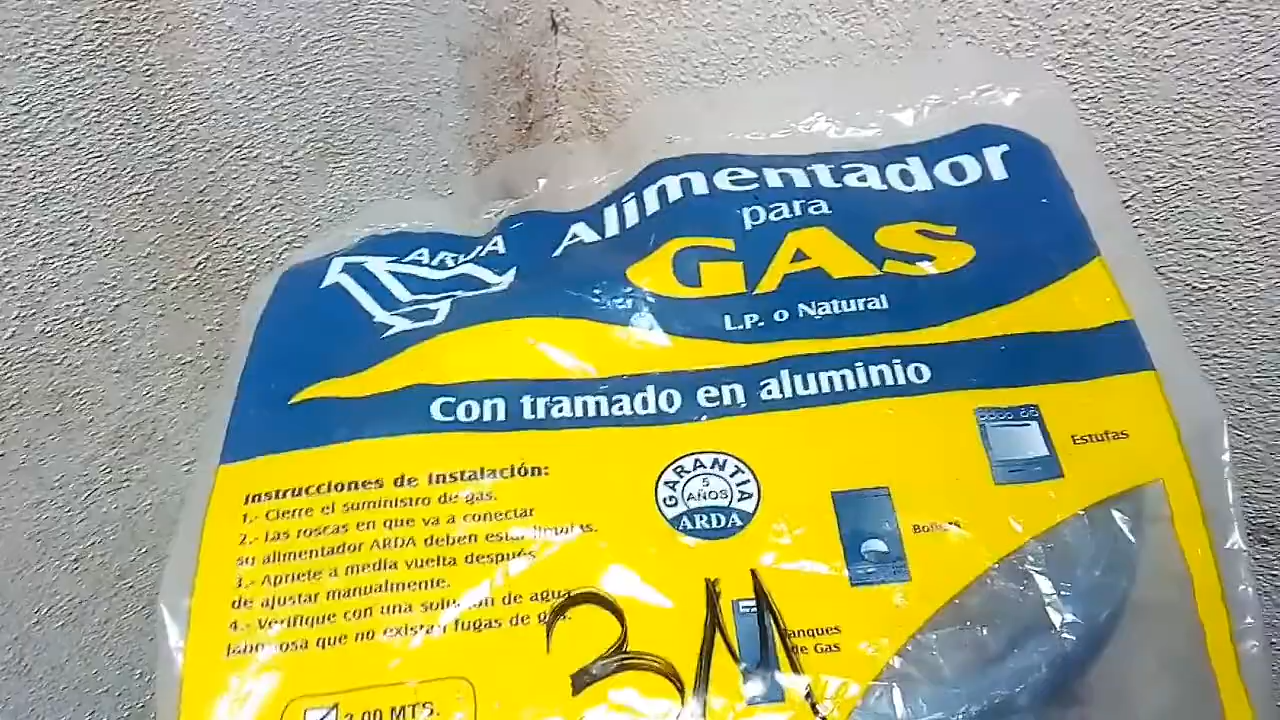 ARDA
Alimentador
para
GAS
L.P. o Natural
Con tramado en aluminio
Instrucciones de Instalación:
1.- Cierre el suministro de gas.
2.- Las roscas en que va a conectar
su alimentador ARDA deben estar limpias.
3.- Apriete a media vuelta después
de ajustar manualmente.
4.- Verifique con una solución de agua
jabonosa que no existan fugas de gas.
GARANTIA
5
AÑOS
ARDA
Estufas
Boilers
Tanques
de Gas
3M
2.00 MTS.